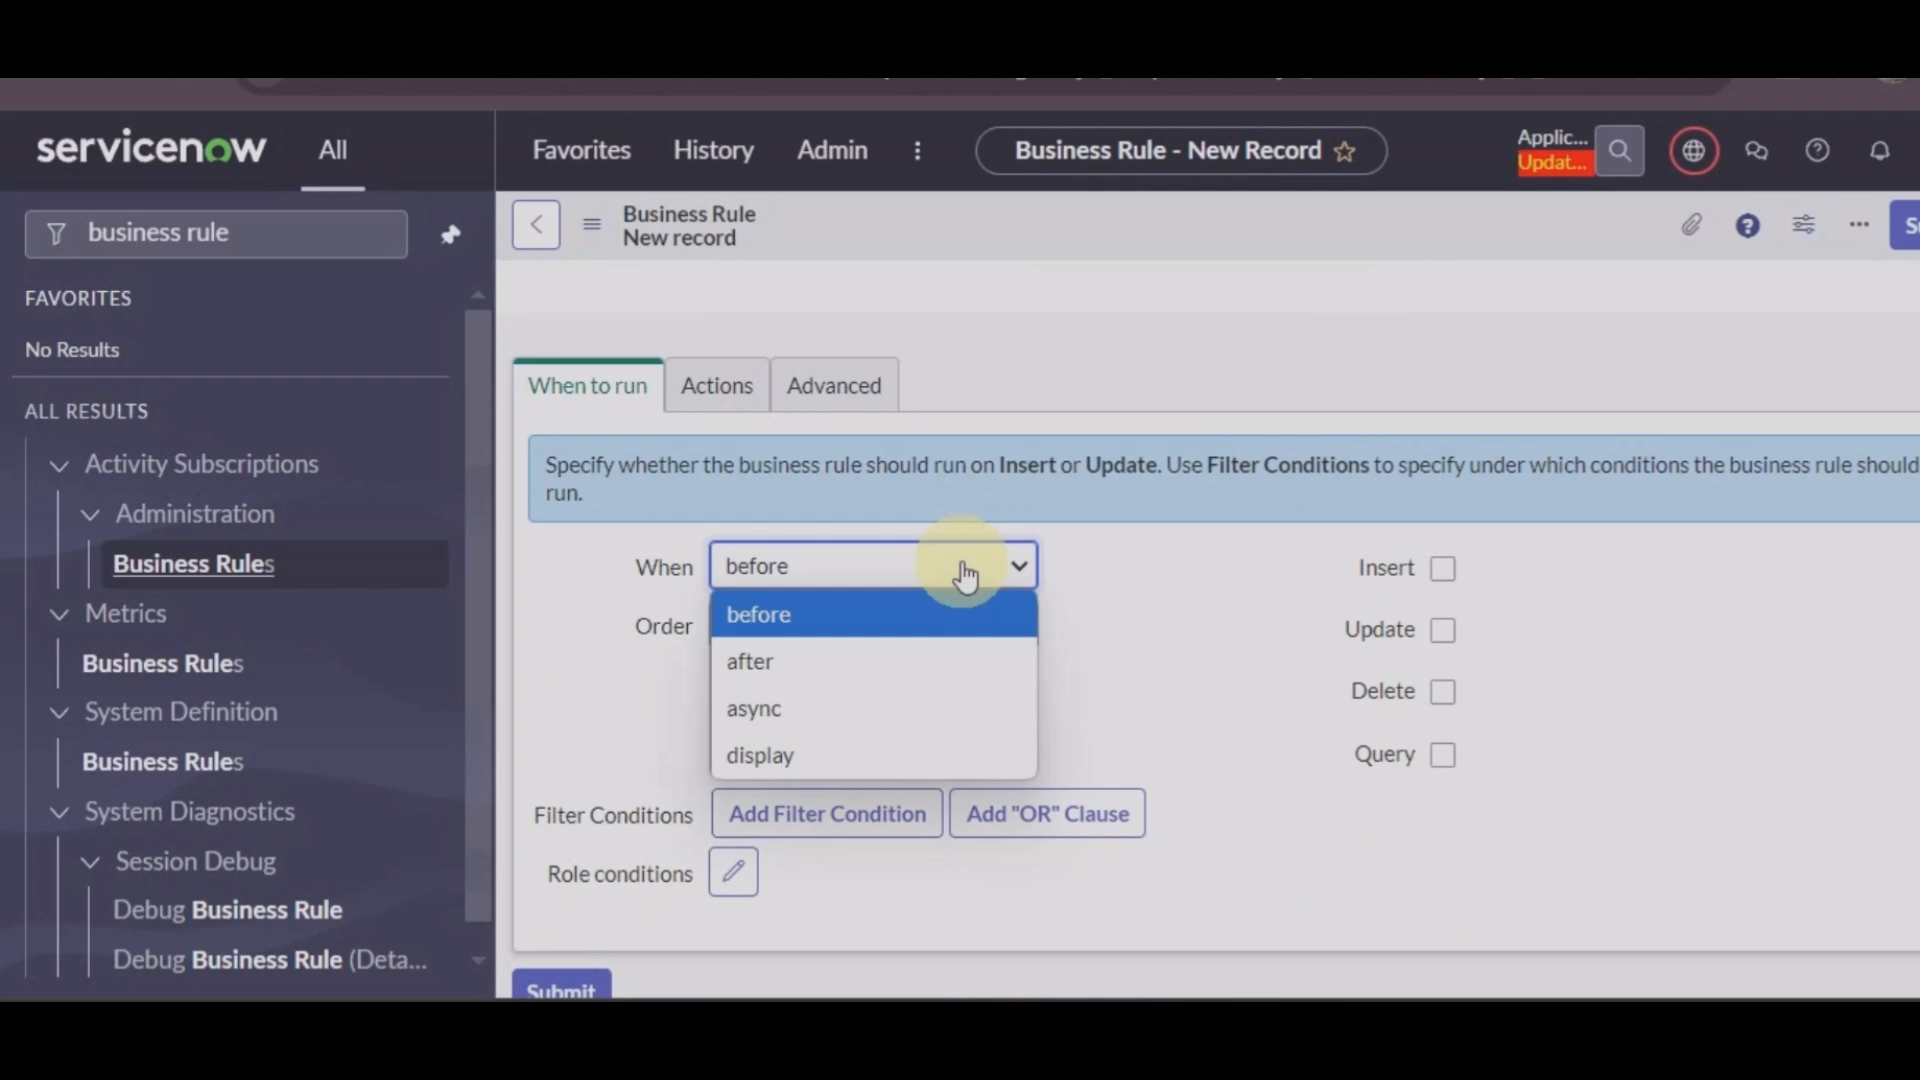 servicenow
All
Favorites
History
Admin
Business Rule - New Record
Applic...
Updat...
business rule
FAVORITES
No Results
ALL RESULTS
Activity Subscriptions
Administration
Business Rules
Metrics
Business Rules
System Definition
Business Rules
System Diagnostics
Session Debug
Debug Business Rule
Debug Business Rule (Deta...
Business Rule
New record
When to run
Actions
Advanced
Specify whether the business rule should run on Insert or Update. Use Filter Conditions to specify under which conditions the business rule should
run.
When
before
before
after
async
display
Order
Insert
Update
Delete
Query
Filter Conditions
Add Filter Condition
Add "OR" Clause
Role conditions
Submit